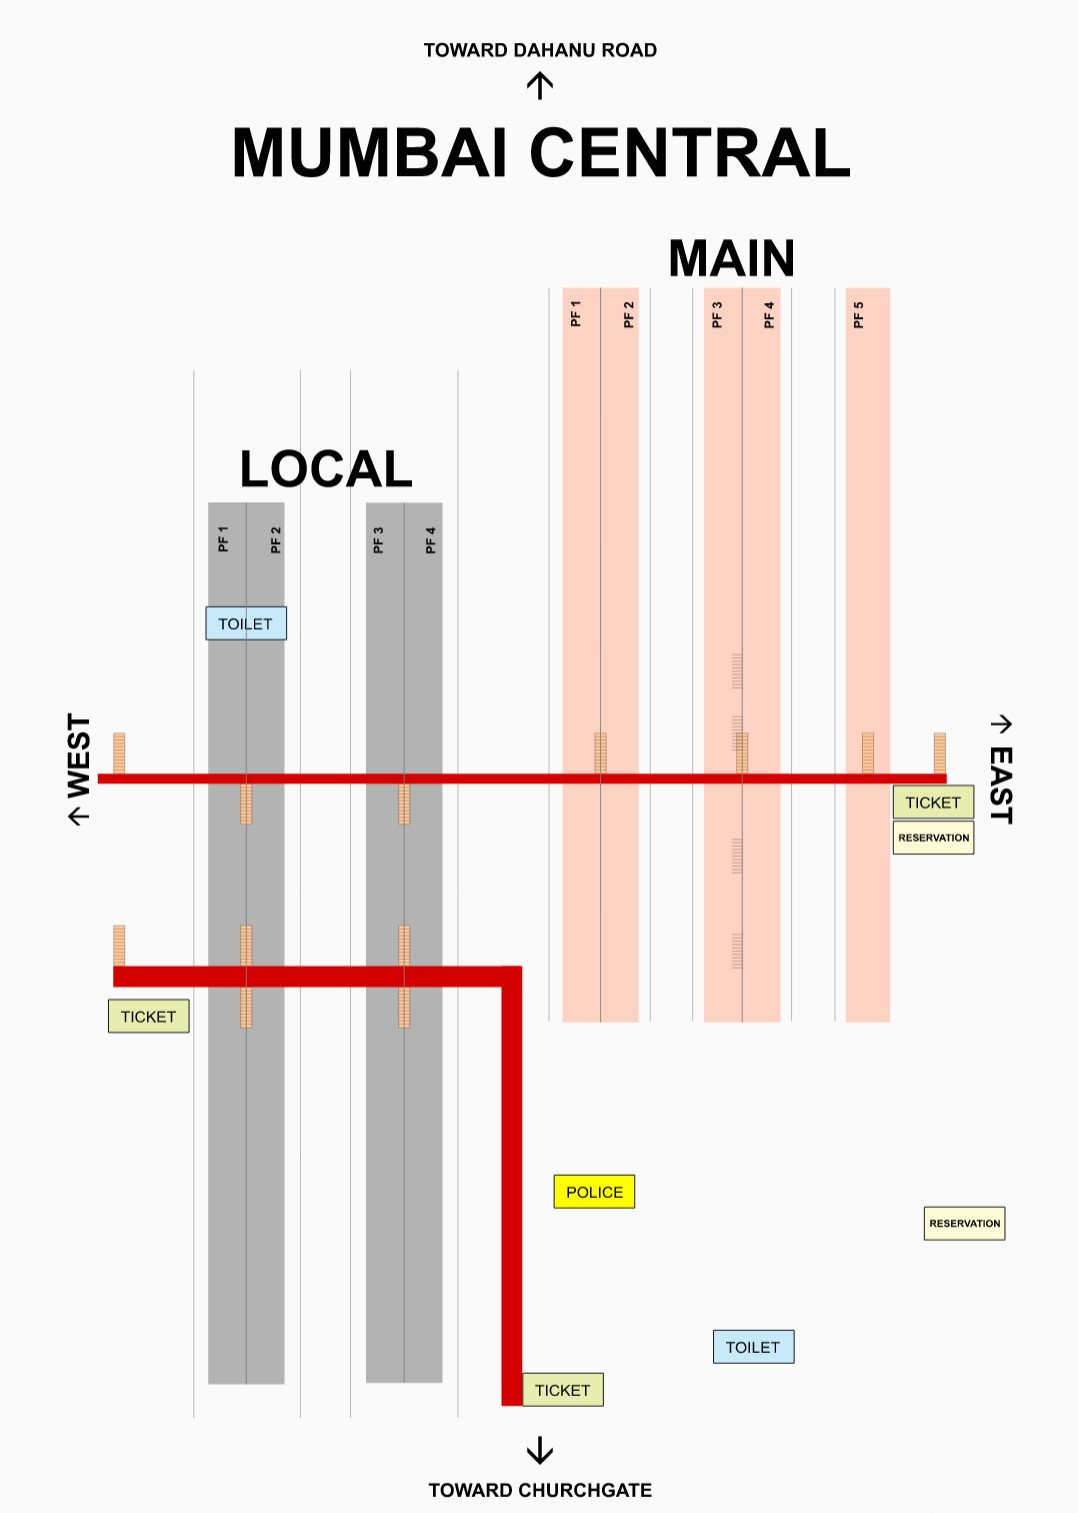 TOWARD DAHANU ROAD
↑
MUMBAI CENTRAL
MAIN
PF 1
PF 2
PF 3
PF 4
PF 5
LOCAL
PF 1
PF 2
PF 3
PF 4
TOILET
← WEST
→ EAST
TICKET
RESERVATION
TICKET
POLICE
RESERVATION
TOILET
TICKET
↓
TOWARD CHURCHGATE